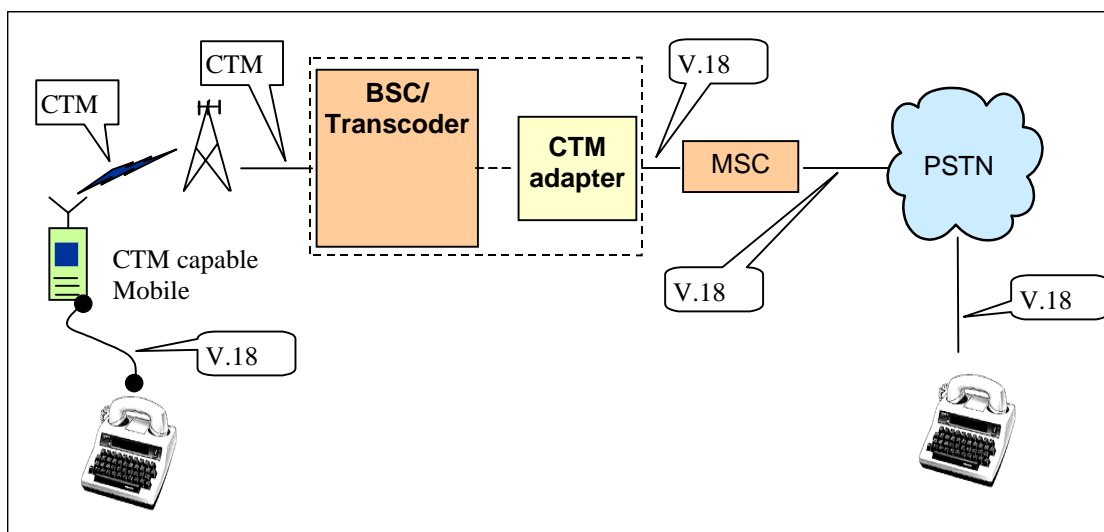 CTM
CTM
BSC/
Transcoder
CTM
adapter
V.18
MSC
PSTN
CTM capable
Mobile
V.18
V.18
V.18